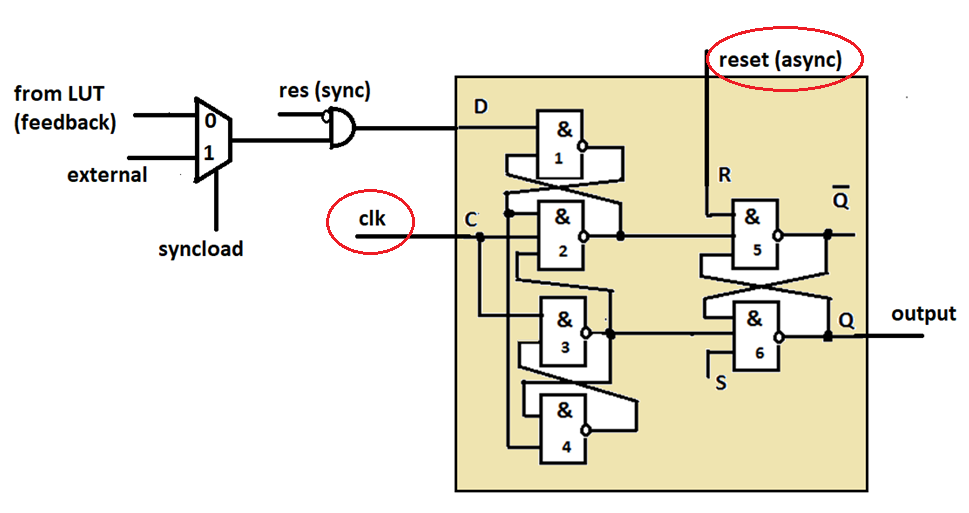 reset (async)
from LUT
(feedback)
res (sync)
D
0
1
external
syncload
clk
C
&
1
&
2
&
3
&
4
R
&
5
&
6
S
Q
Q
output